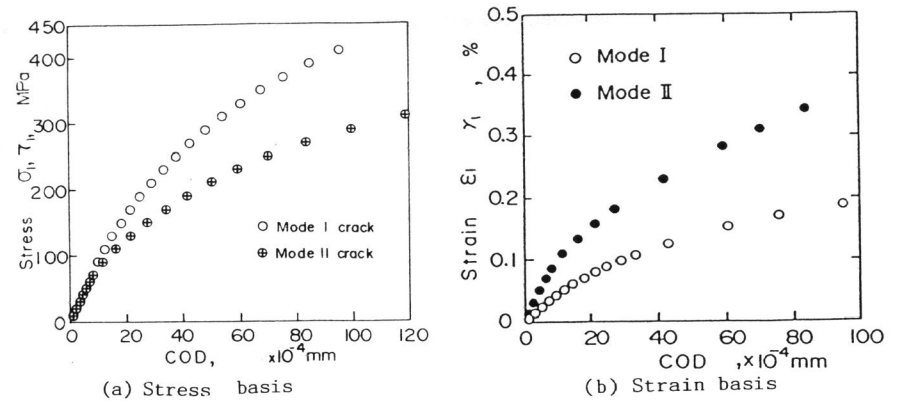 450
400
300
200
100
0
Stress σ₁, τ₁, MPa
○ Mode I crack
⊕ Mode II crack
0 20 40 60 80 100 120
COD, ×10⁻⁴mm
(a) Stress basis
0.5
0.4
0.3
0.2
0.1
0
Strain ε₁ γ₁ , %
○ Mode I
● Mode II
0 20 40 60 80 100
COD ,×10⁻⁴mm
(b) Strain basis